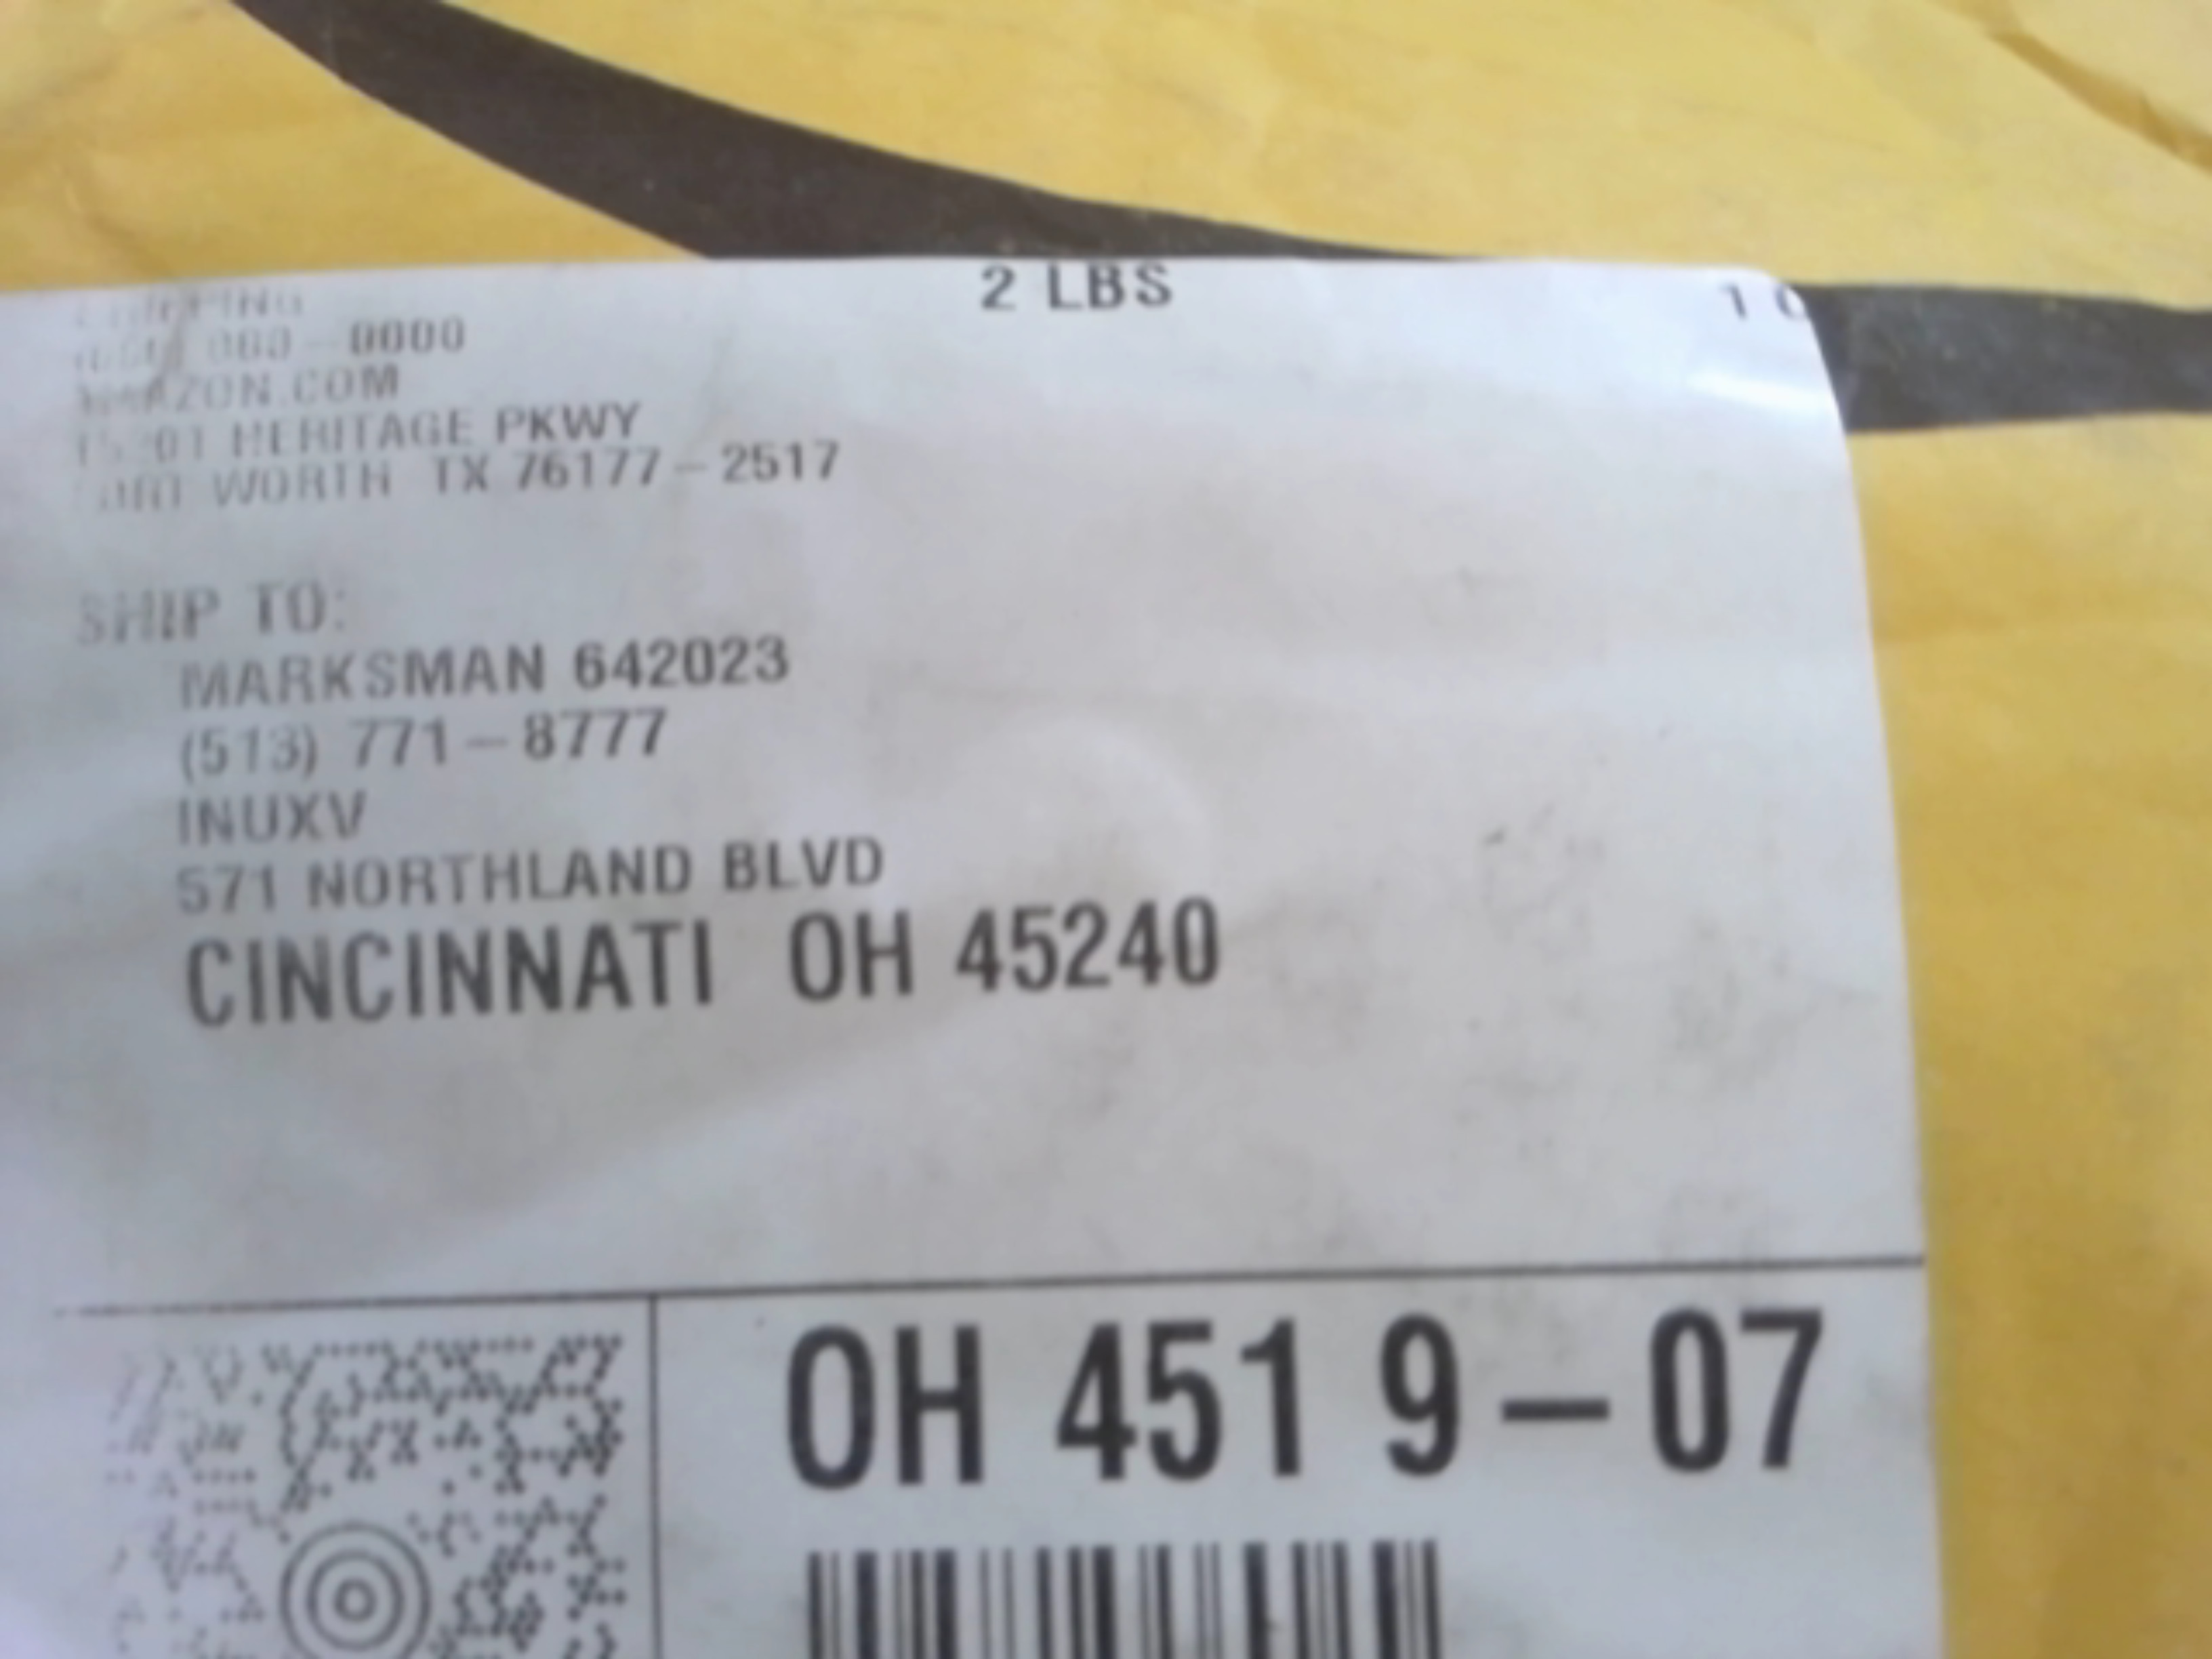 2 LBS
0000
AMAZON.COM
HERITAGE PKWY
WORTH TX 76177-2517
SHIP TO:
MARKSMAN 642023
(513) 771-8777
INUXV
571 NORTHLAND BLVD
CINCINNATI OH 45240
OH 451 9-07